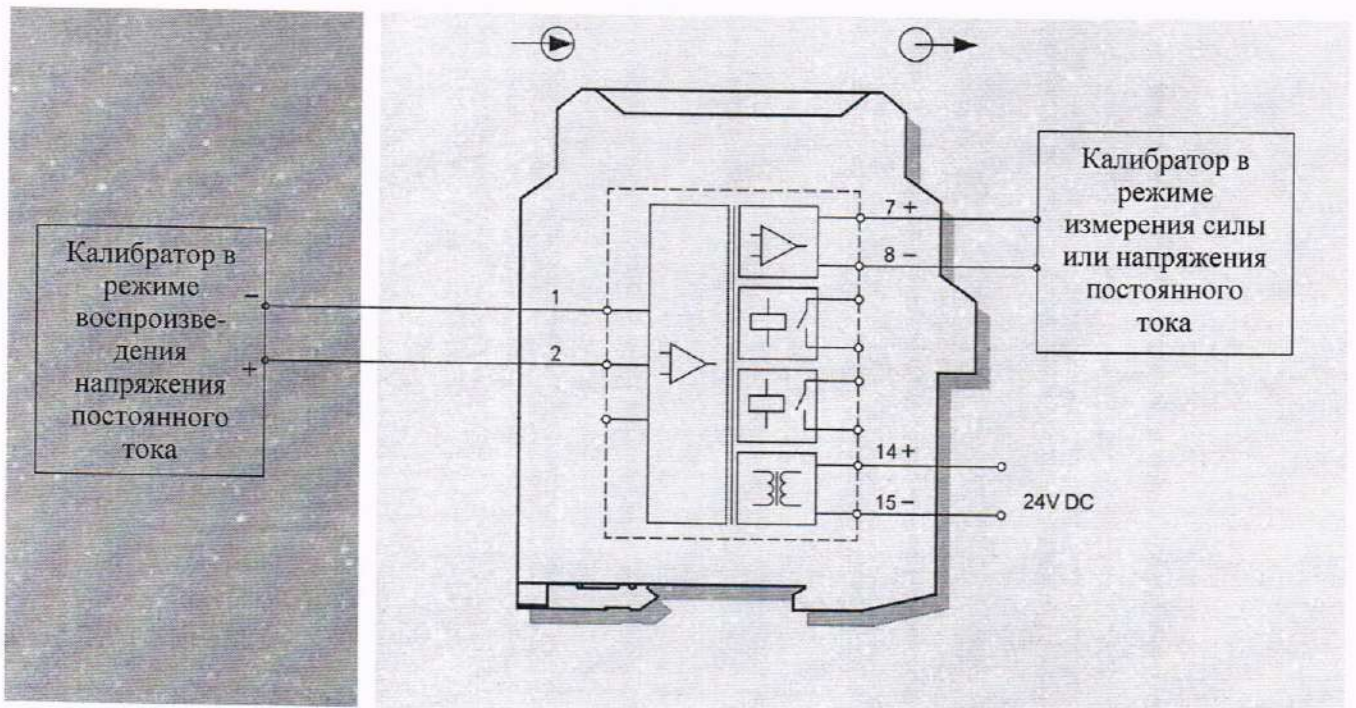 Калибратор в
режиме
воспроизве-
дения
напряжения
постоянного
тока
−
+
1
2
7 +
8 −
14 +
15 −
24V DC
Калибратор в
режиме
измерения силы
или напряжения
постоянного
тока